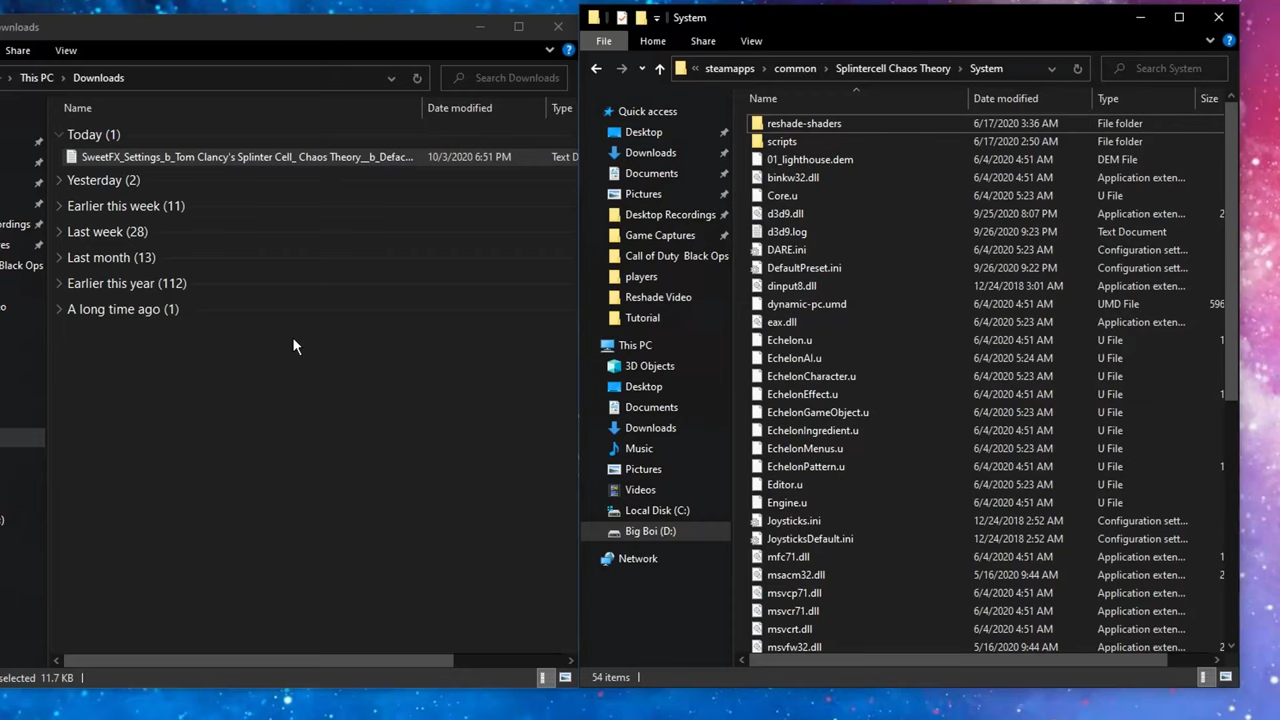 ownloads
Share View
This PC > Downloads Search Downloads
Name Date modified Type
Today (1)
SweetFX_Settings_b_Tom Clancy's Splinter Cell_ Chaos Theory__b_Defac... 10/3/2020 6:51 PM Text D
Yesterday (2)
Earlier this week (11)
Last week (28)
Last month (13)
Earlier this year (112)
A long time ago (1)
ordings
es
Black Ops
o
:)
selected 11.7 KB
System
File Home Share View
« steamapps > common > Splintercell Chaos Theory > System Search System
Quick access
Desktop
Downloads
Documents
Pictures
Desktop Recordings
Game Captures
Call of Duty Black Ops
players
Reshade Video
Tutorial
This PC
3D Objects
Desktop
Documents
Downloads
Music
Pictures
Videos
Local Disk (C:)
Big Boi (D:)
Network
Name Date modified Type Size
reshade-shaders 6/17/2020 3:36 AM File folder
scripts 6/17/2020 2:50 AM File folder
01_lighthouse.dem 6/4/2020 4:51 AM DEM File
binkw32.dll 6/4/2020 4:51 AM Application exten...
Core.u 6/4/2020 5:23 AM U File
d3d9.dll 9/25/2020 8:07 PM Application exten... 2
d3d9.log 9/26/2020 9:23 PM Text Document
DARE.ini 6/4/2020 4:51 AM Configuration sett...
DefaultPreset.ini 9/26/2020 9:22 PM Configuration sett...
dinput8.dll 12/24/2018 3:01 AM Application exten...
dynamic-pc.umd 6/4/2020 4:51 AM UMD File 596
eax.dll 6/4/2020 5:23 AM Application exten...
Echelon.u 6/4/2020 5:23 AM U File 1
EchelonAI.u 6/4/2020 5:24 AM U File
EchelonCharacter.u 6/4/2020 5:23 AM U File
EchelonEffect.u 6/4/2020 4:51 AM U File 1
EchelonGameObject.u 6/4/2020 5:23 AM U File
EchelonIngredient.u 6/4/2020 4:51 AM U File
EchelonMenus.u 6/4/2020 5:23 AM U File
EchelonPattern.u 6/4/2020 4:51 AM U File 1
Editor.u 6/4/2020 5:23 AM U File
Engine.u 6/4/2020 4:51 AM U File
Joysticks.ini 12/24/2018 2:52 AM Configuration sett...
JoysticksDefault.ini 12/24/2018 2:52 AM Configuration sett...
mfc71.dll 6/4/2020 4:51 AM Application exten... 1
msacm32.dll 5/16/2020 9:44 AM Application exten... 2
msvcp71.dll 6/4/2020 4:51 AM Application exten...
msvcr71.dll 6/4/2020 4:51 AM Application exten...
msvcrt.dll 6/4/2020 4:51 AM Application exten...
msvfw32.dll 5/16/2020 9:44 AM Application exten...
54 items